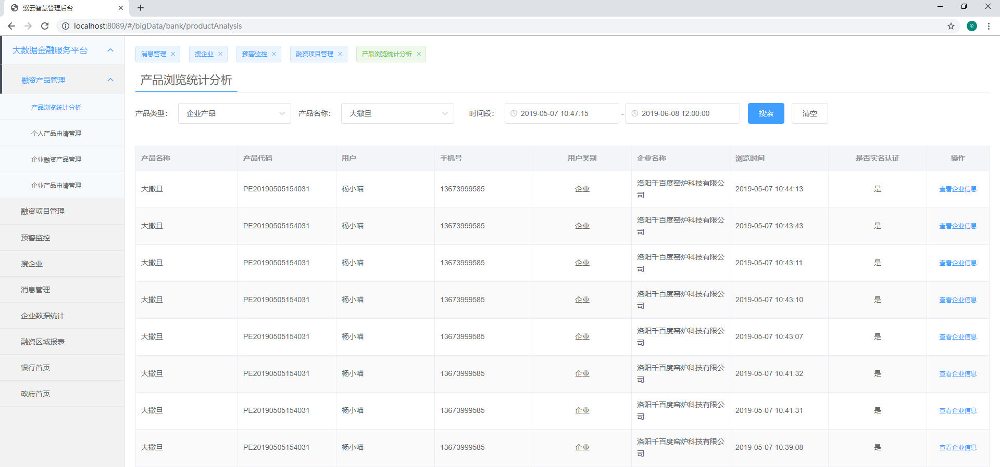 紫云智慧管理后台
localhost:8089/#/bigData/bank/productAnalysis
吤
大数据金融服务平台
融资产品管理
产品浏览统计分析
个人产品申请管理
企业融资产品管理
企业产品申请管理
融资项目管理
预警监控
搜企业
消息管理
企业数据统计
融资区域报表
银行首页
政府首页
消息管理 搜企业 预警监控 融资项目管理 产品浏览统计分析
产品浏览统计分析
产品类型： 企业产品 产品名称： 大撒旦 时间段： 2019-05-07 10:47:15 - 2019-06-08 12:00:00 搜索 清空
产品名称 产品代码 用户 手机号 用户类别 企业名称 浏览时间 是否实名认证 操作
大撒旦 PE20190505154031 杨小喵 13673999585 企业 洛阳千百度窑炉科技有限公司 2019-05-07 10:44:13 是 查看企业信息
大撒旦 PE20190505154031 杨小喵 13673999585 企业 洛阳千百度窑炉科技有限公司 2019-05-07 10:43:43 是 查看企业信息
大撒旦 PE20190505154031 杨小喵 13673999585 企业 洛阳千百度窑炉科技有限公司 2019-05-07 10:43:11 是 查看企业信息
大撒旦 PE20190505154031 杨小喵 13673999585 企业 洛阳千百度窑炉科技有限公司 2019-05-07 10:43:10 是 查看企业信息
大撒旦 PE20190505154031 杨小喵 13673999585 企业 洛阳千百度窑炉科技有限公司 2019-05-07 10:43:07 是 查看企业信息
大撒旦 PE20190505154031 杨小喵 13673999585 企业 洛阳千百度窑炉科技有限公司 2019-05-07 10:41:32 是 查看企业信息
大撒旦 PE20190505154031 杨小喵 13673999585 企业 洛阳千百度窑炉科技有限公司 2019-05-07 10:41:31 是 查看企业信息
大撒旦 PE20190505154031 杨小喵 13673999585 企业 洛阳千百度窑炉科技有限公司 2019-05-07 10:39:08 是 查看企业信息